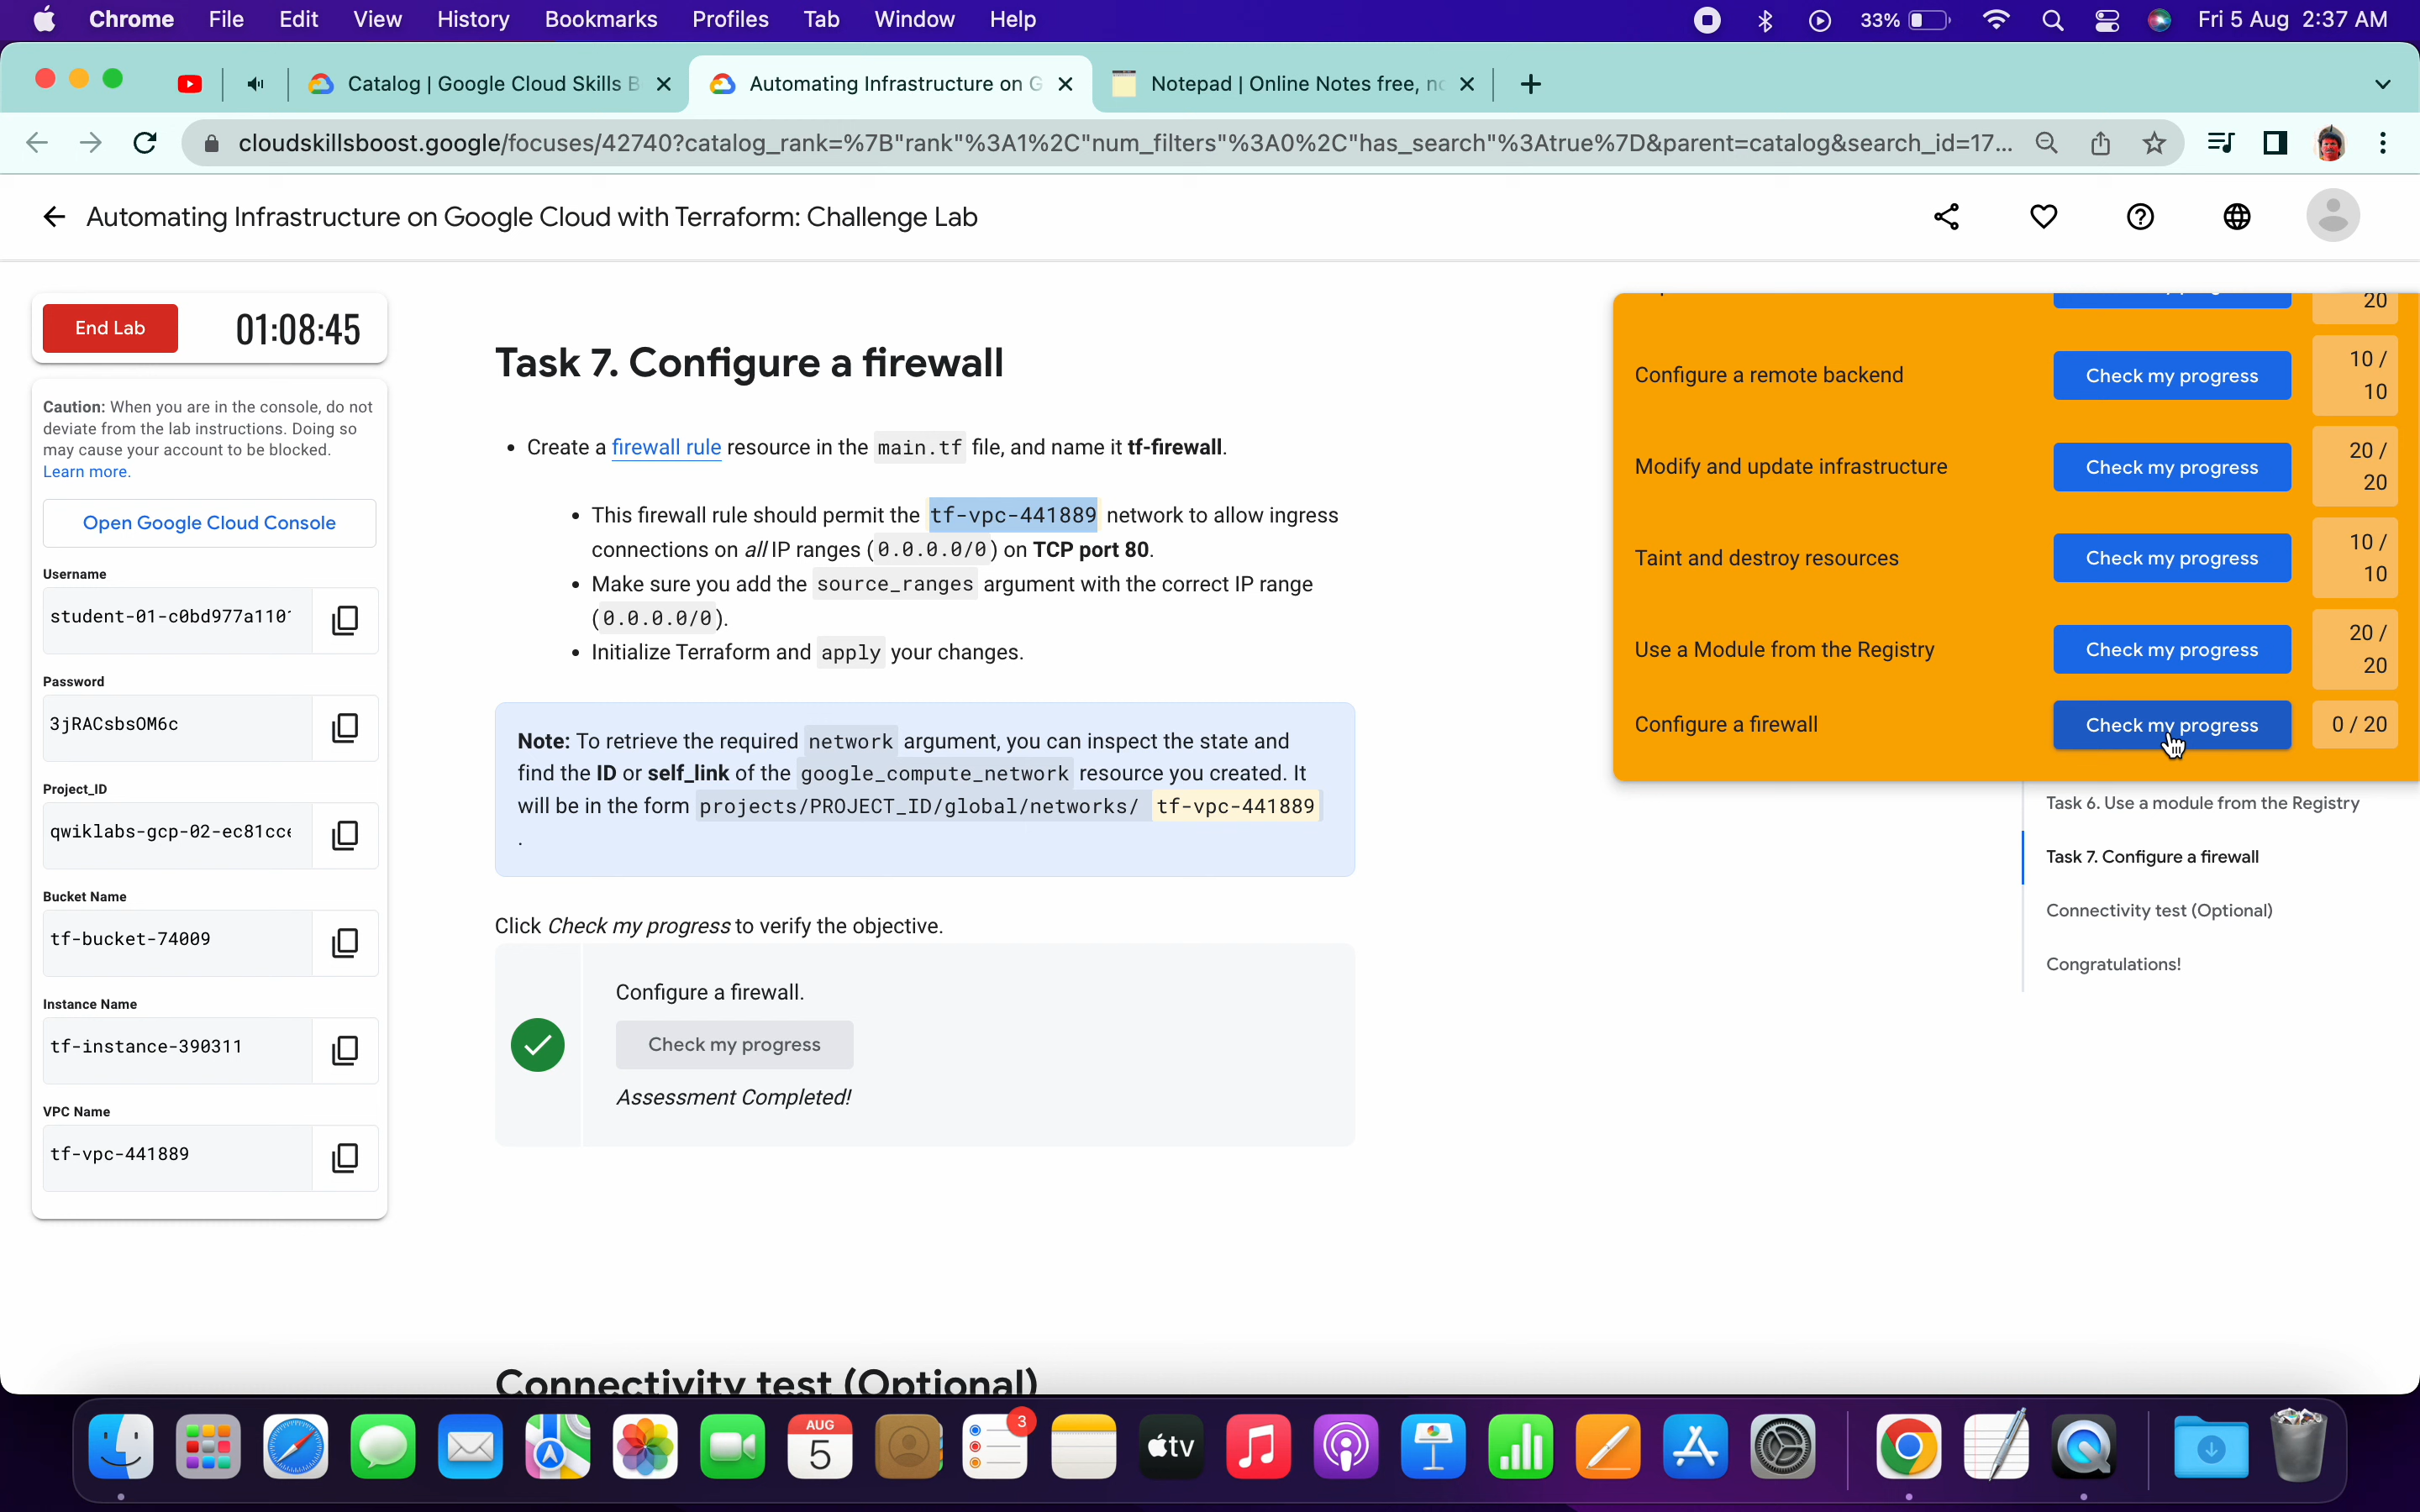 Chrome File Edit View History Bookmarks Profiles Tab Window Help
33% Fri 5 Aug 2:37 AM
Catalog | Google Cloud Skills B
Automating Infrastructure on G
Notepad | Online Notes free, no
cloudskillsboost.google/focuses/42740?catalog_rank=%7B"rank"%3A1%2C"num_filters"%3A0%2C"has_search"%3Atrue%7D&parent=catalog&search_id=17...
Automating Infrastructure on Google Cloud with Terraform: Challenge Lab
End Lab 01:08:45
Caution: When you are in the console, do not
deviate from the lab instructions. Doing so
may cause your account to be blocked.
Learn more.
Open Google Cloud Console
Username
student-01-c0bd977a110
Password
3jRACsbsOM6c
Project_ID
qwiklabs-gcp-02-ec81cc
Bucket Name
tf-bucket-74009
Instance Name
tf-instance-390311
VPC Name
tf-vpc-441889
Task 7. Configure a firewall
• Create a firewall rule resource in the main.tf file, and name it tf-firewall.
• This firewall rule should permit the tf-vpc-441889 network to allow ingress
connections on all IP ranges (0.0.0.0/0) on TCP port 80.
• Make sure you add the source_ranges argument with the correct IP range
(0.0.0.0/0).
• Initialize Terraform and apply your changes.
Note: To retrieve the required network argument, you can inspect the state and
find the ID or self_link of the google_compute_network resource you created. It
will be in the form projects/PROJECT_ID/global/networks/ tf-vpc-441889
.
Click Check my progress to verify the objective.
Configure a firewall.
Check my progress
Assessment Completed!
Connectivity test (Optional)
20
Configure a remote backend Check my progress 10 /
10
Modify and update infrastructure Check my progress 20 /
20
Taint and destroy resources Check my progress 10 /
10
Use a Module from the Registry Check my progress 20 /
20
Configure a firewall Check my progress 0 / 20
Task 6. Use a module from the Registry
Task 7. Configure a firewall
Connectivity test (Optional)
Congratulations!
AUG
5
3
tv